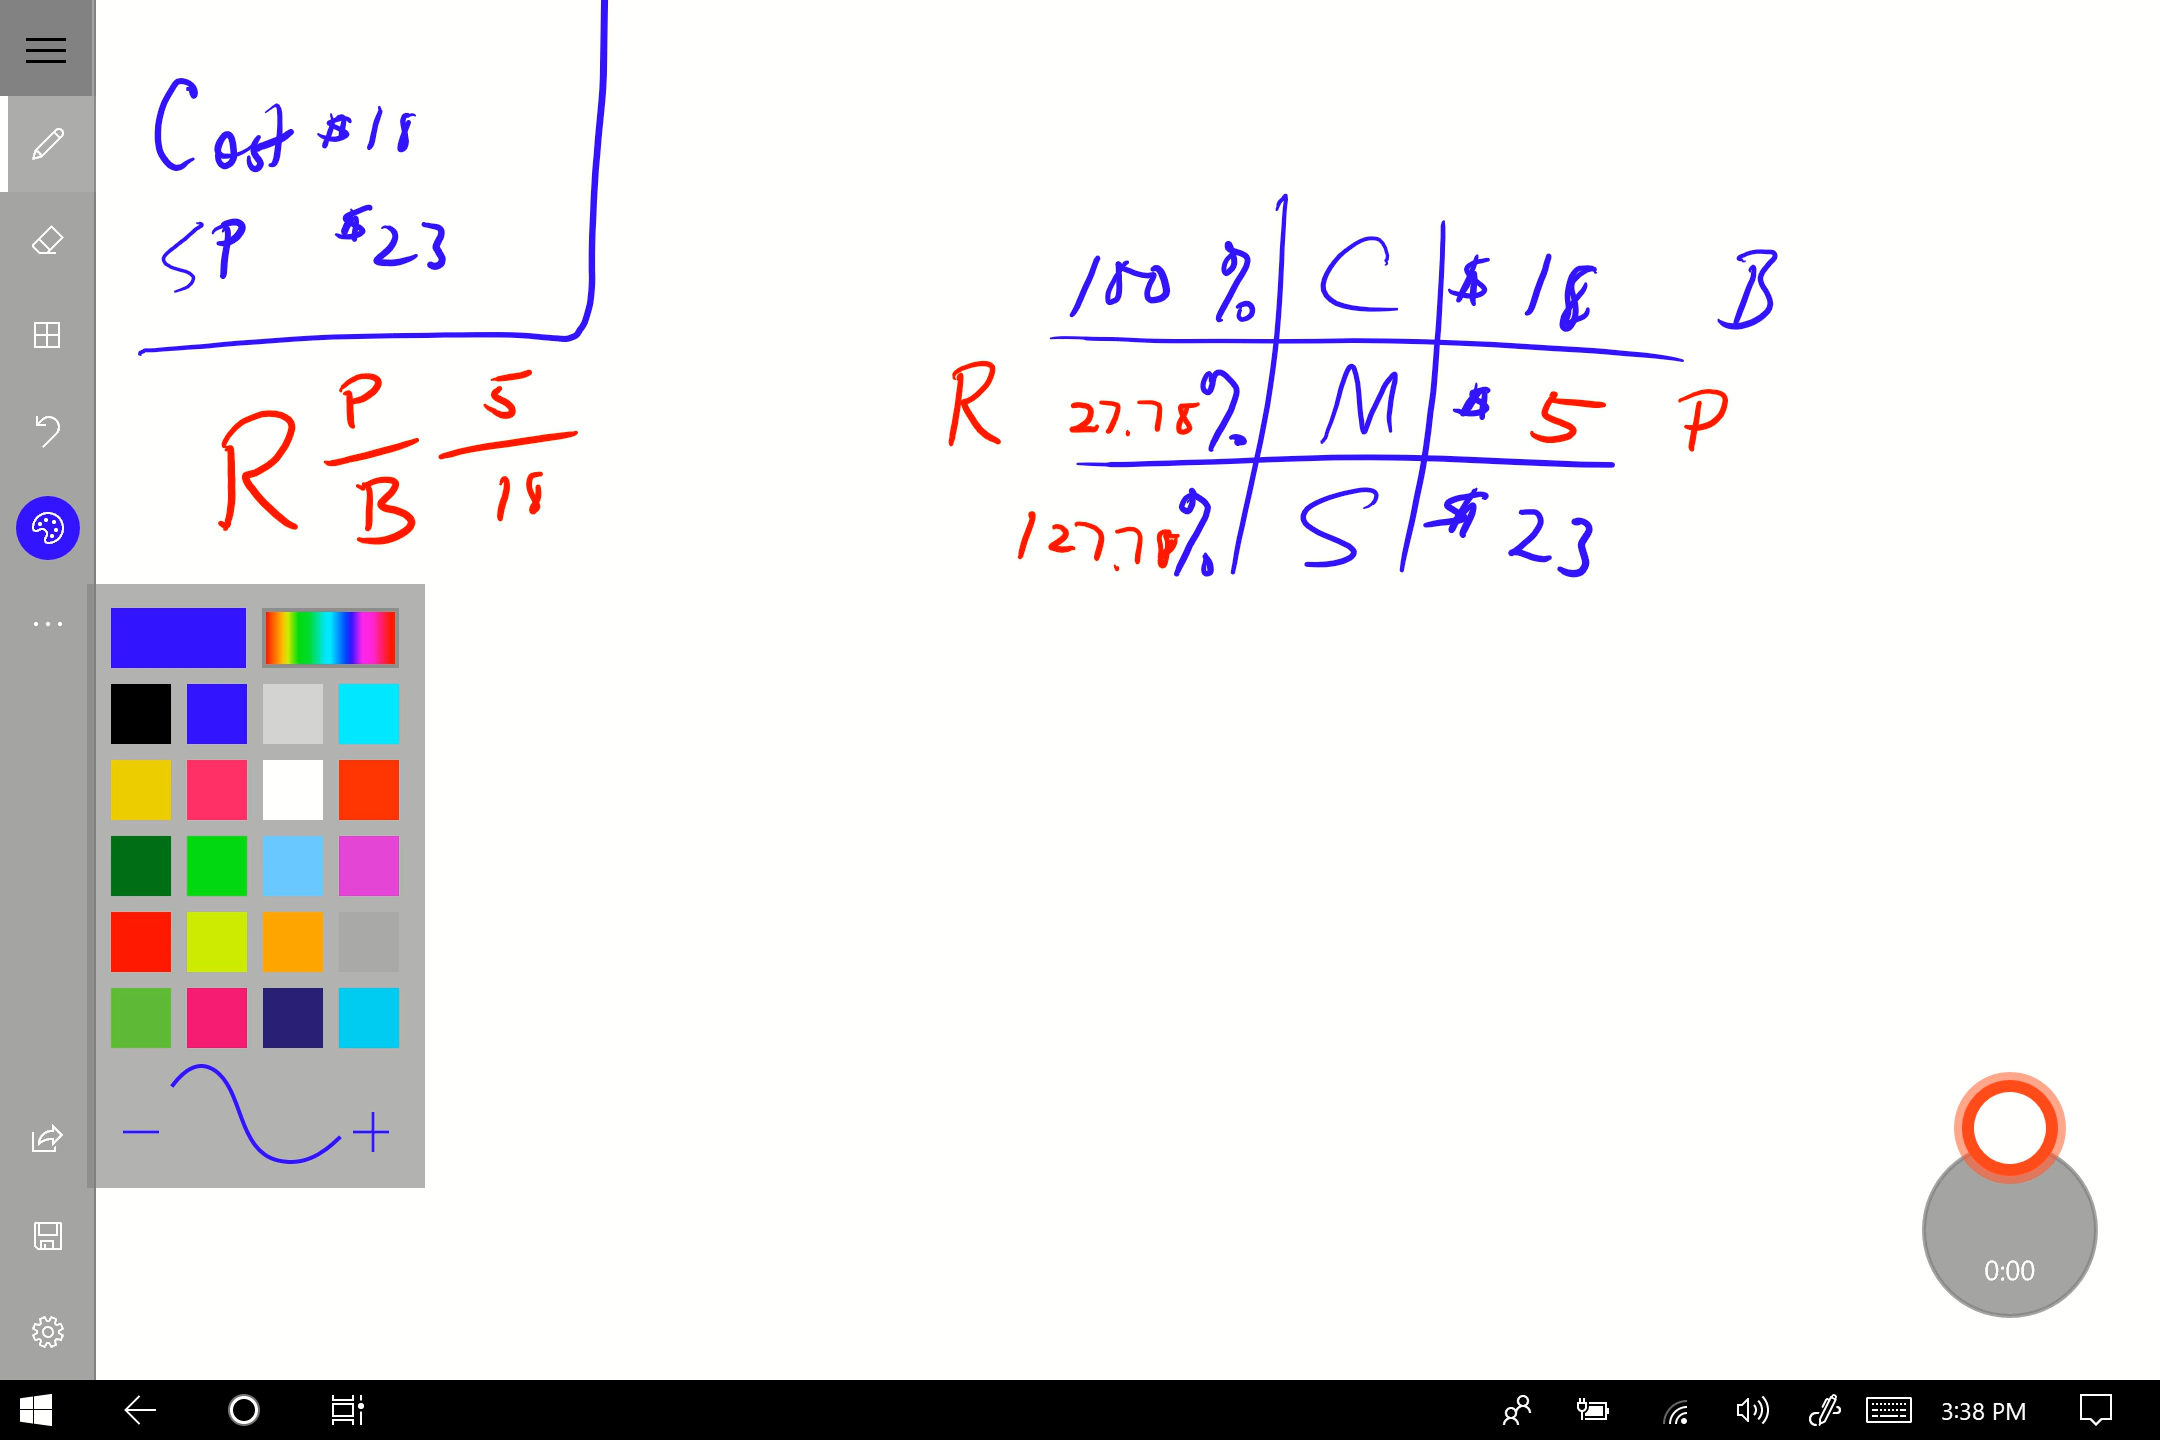 Cost $18
SP $23
R P/B 5/18
100% C $18 B
R 27.78% M $5 P
127.78% S $23
0:00
3:38 PM